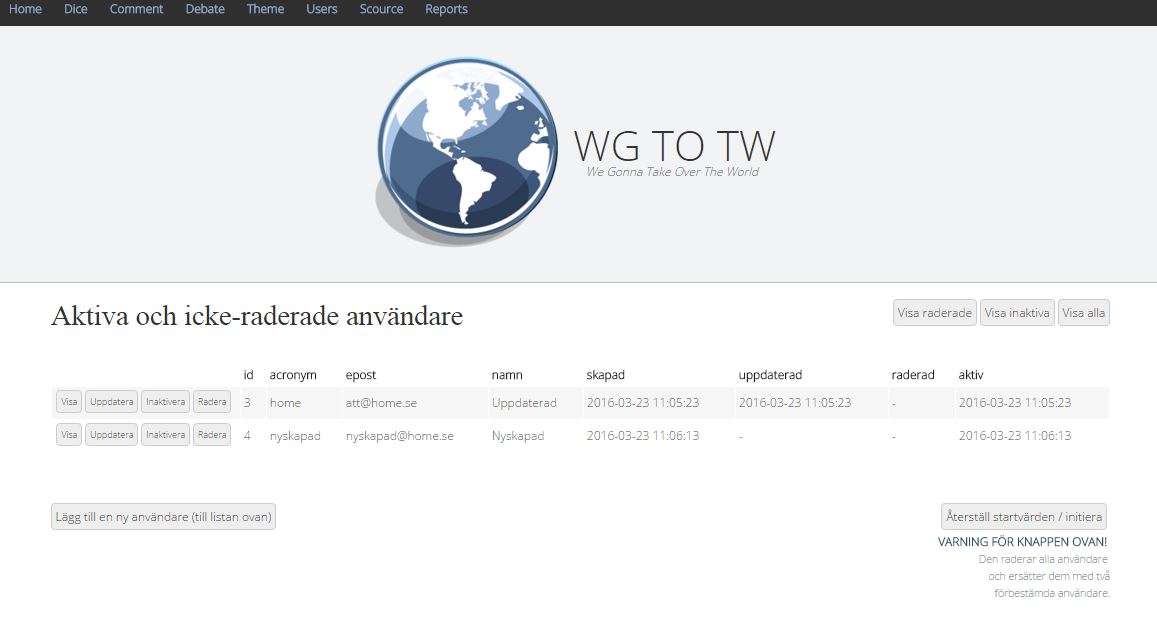 Home Dice Comment Debate Theme Users Scource Reports
WG TO TW
We Gonna Take Over The World
Aktiva och icke-raderade användare
Visa raderade Visa inaktiva Visa alla
id acronym epost namn skapad uppdaterad raderad aktiv
Visa Uppdatera Inaktivera Radera 3 home att@home.se Uppdaterad 2016-03-23 11:05:23 2016-03-23 11:05:23 - 2016-03-23 11:05:23
Visa Uppdatera Inaktivera Radera 4 nyskapad nyskapad@home.se Nyskapad 2016-03-23 11:06:13 - - 2016-03-23 11:06:13
Lägg till en ny användare (till listan ovan) Återställ startvärden / initiera
VARNING FÖR KNAPPEN OVAN!
Den raderar alla användare
och ersätter dem med två
förbestämda användare.